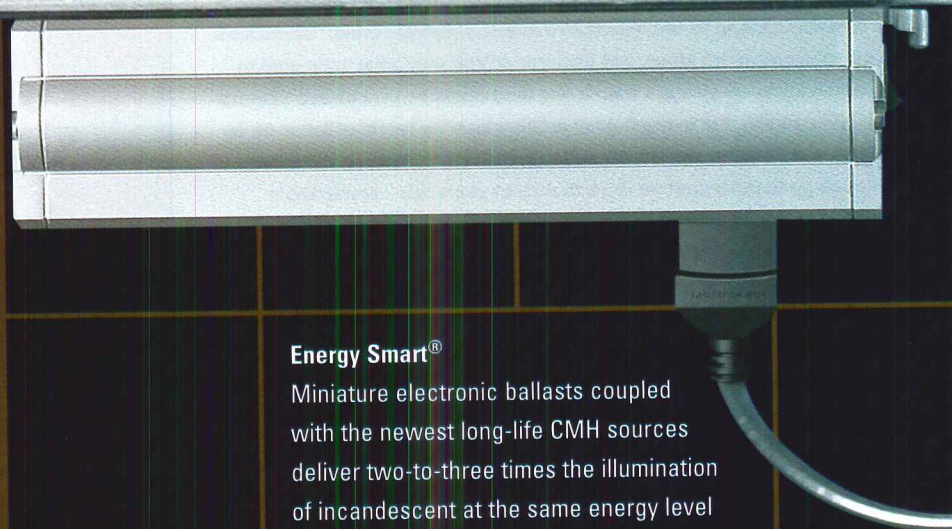 Energy Smart®
Miniature electronic ballasts coupled
with the newest long-life CMH sources
deliver two-to-three times the illumination
of incandescent at the same energy level